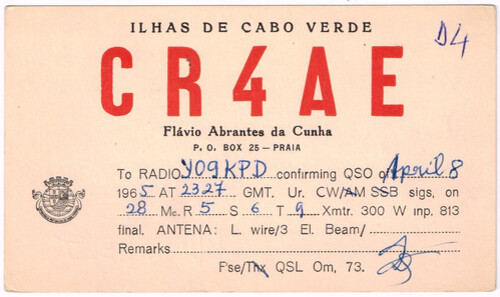 ILHAS DE CABO VERDE
D4
CR4AE
Flávio Abrantes da Cunha
P. O. BOX 25 — PRAIA
To RADIO YO9KPD confirming QSO of April 8
1965 AT 2327 GMT. Ur. CW/AM SSB sigs, on
28 Mc. R 5 S 6 T 9 Xmtr. 300 W inp. 813
final. ANTENA: L wire/3 El. Beam/
Remarks
Pse/Tnx QSL Om, 73.